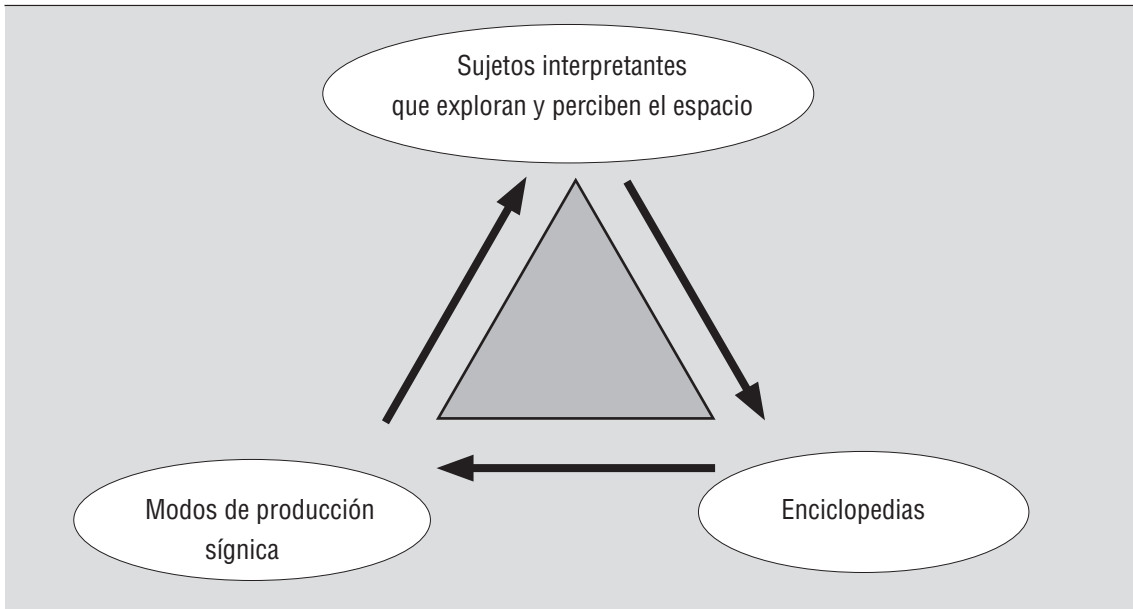 Sujetos interpretantes
que exploran y perciben el espacio
Modos de producción
sígnica
Enciclopedias